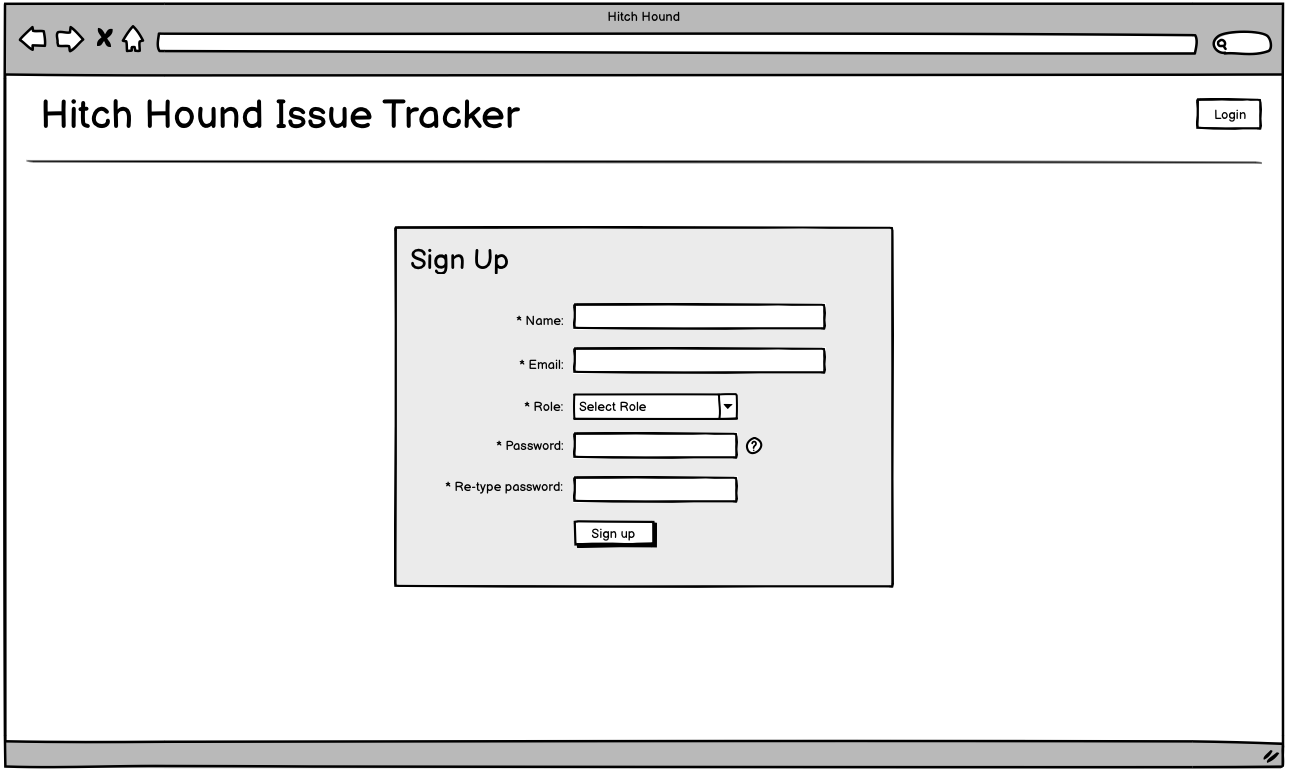 Hitch Hound
Hitch Hound Issue Tracker
Login
Sign Up
* Name:
* Email:
* Role: Select Role
* Password: ?
* Re-type password:
Sign up